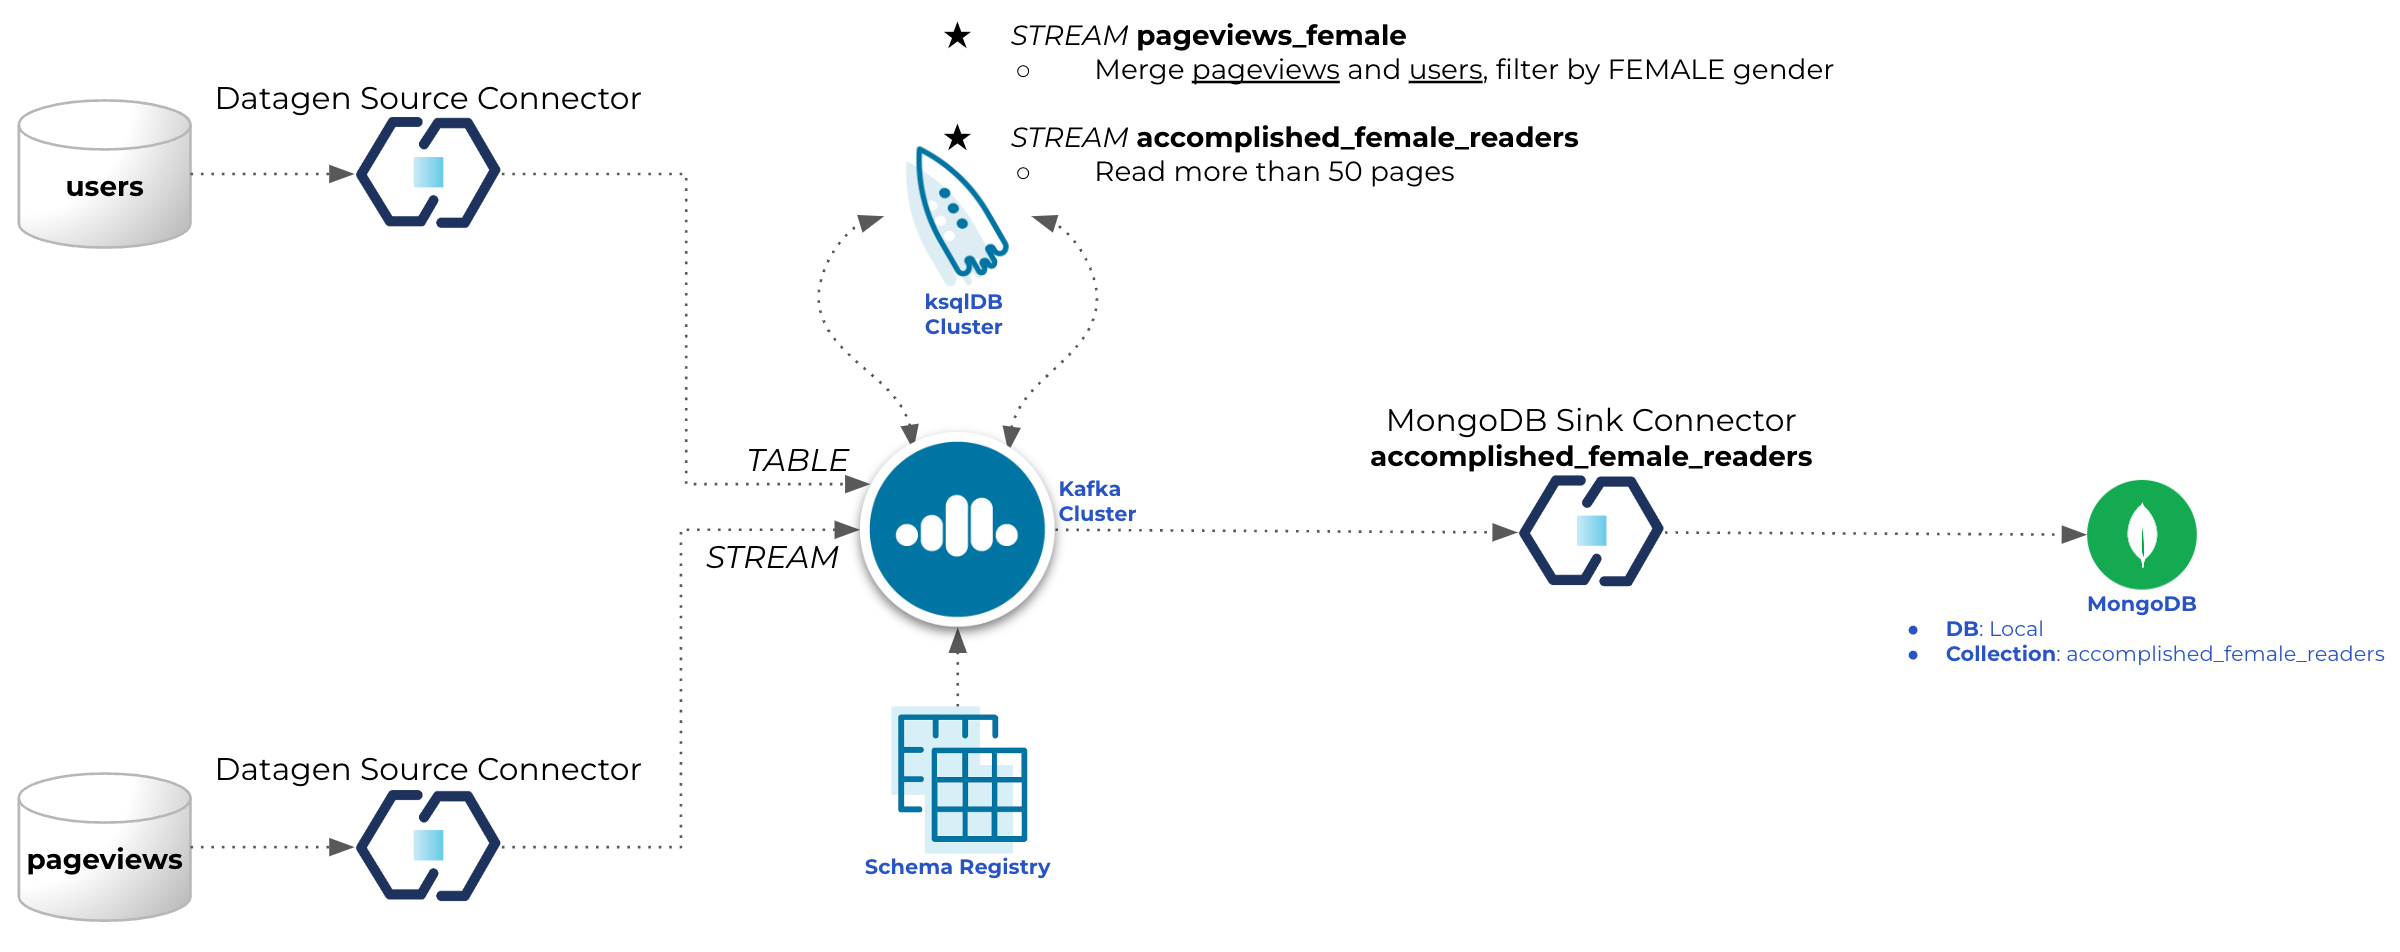 ★ STREAM pageviews_female
○ Merge pageviews and users, filter by FEMALE gender
★ STREAM accomplished_female_readers
○ Read more than 50 pages
Datagen Source Connector
users
ksqlDB
Cluster
TABLE
STREAM
Kafka
Cluster
MongoDB Sink Connector
accomplished_female_readers
MongoDB
● DB: Local
● Collection: accomplished_female_readers
Datagen Source Connector
pageviews
Schema Registry